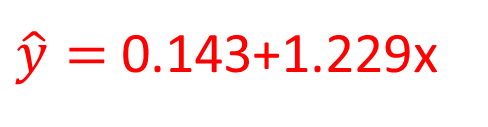 ŷ = 0.143+1.229x